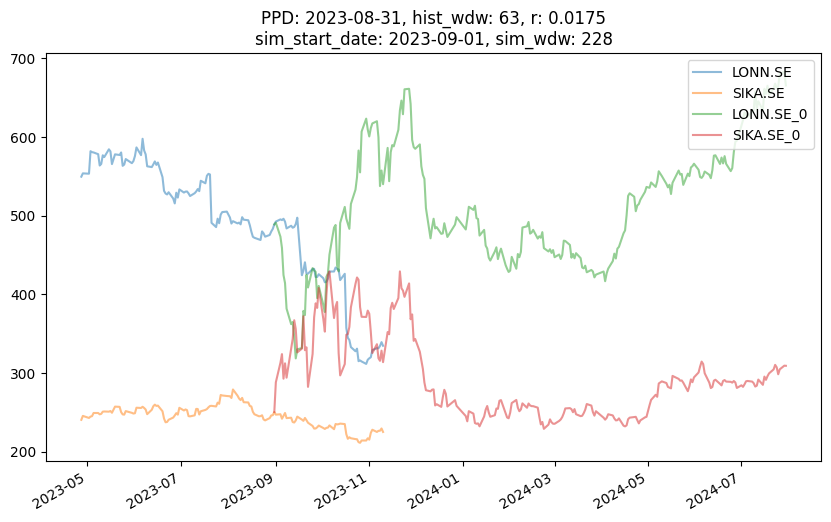 PPD: 2023-08-31, hist_wdw: 63, r: 0.0175
sim_start_date: 2023-09-01, sim_wdw: 228
700
600
500
400
300
200
LONN.SE
SIKA.SE
LONN.SE_0
SIKA.SE_0
2023-05
2023-07
2023-09
2023-11
2024-01
2024-03
2024-05
2024-07